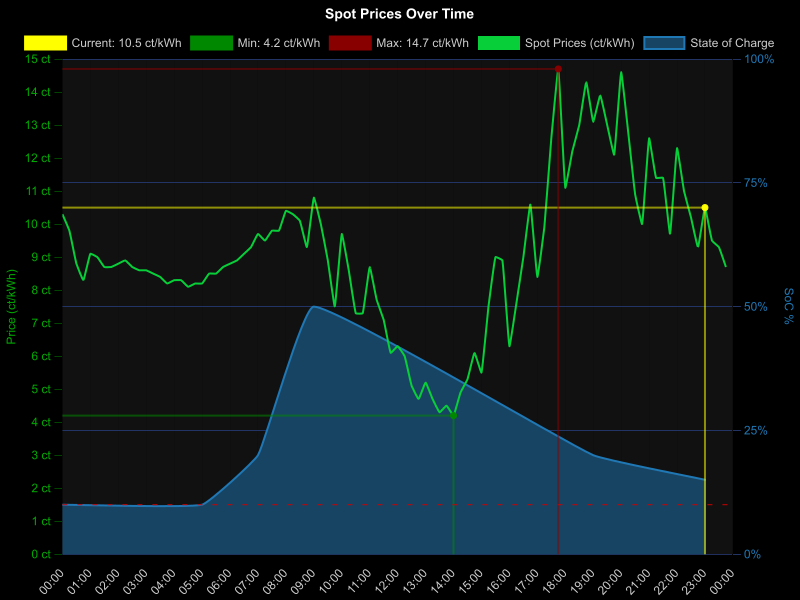 Spot Prices Over Time
Current: 10.5 ct/kWh
Min: 4.2 ct/kWh
Max: 14.7 ct/kWh
Spot Prices (ct/kWh)
State of Charge
15 ct
14 ct
13 ct
12 ct
11 ct
10 ct
9 ct
8 ct
7 ct
6 ct
5 ct
4 ct
3 ct
2 ct
1 ct
0 ct
Price (ct/kWh)
100%
75%
50%
25%
0%
SoC %
00:00
01:00
02:00
03:00
04:00
05:00
07:00
08:00
09:00
10:00
11:00
12:00
13:00
14:00
15:00
16:00
17:00
18:00
19:00
20:00
21:00
22:00
23:00
00:00